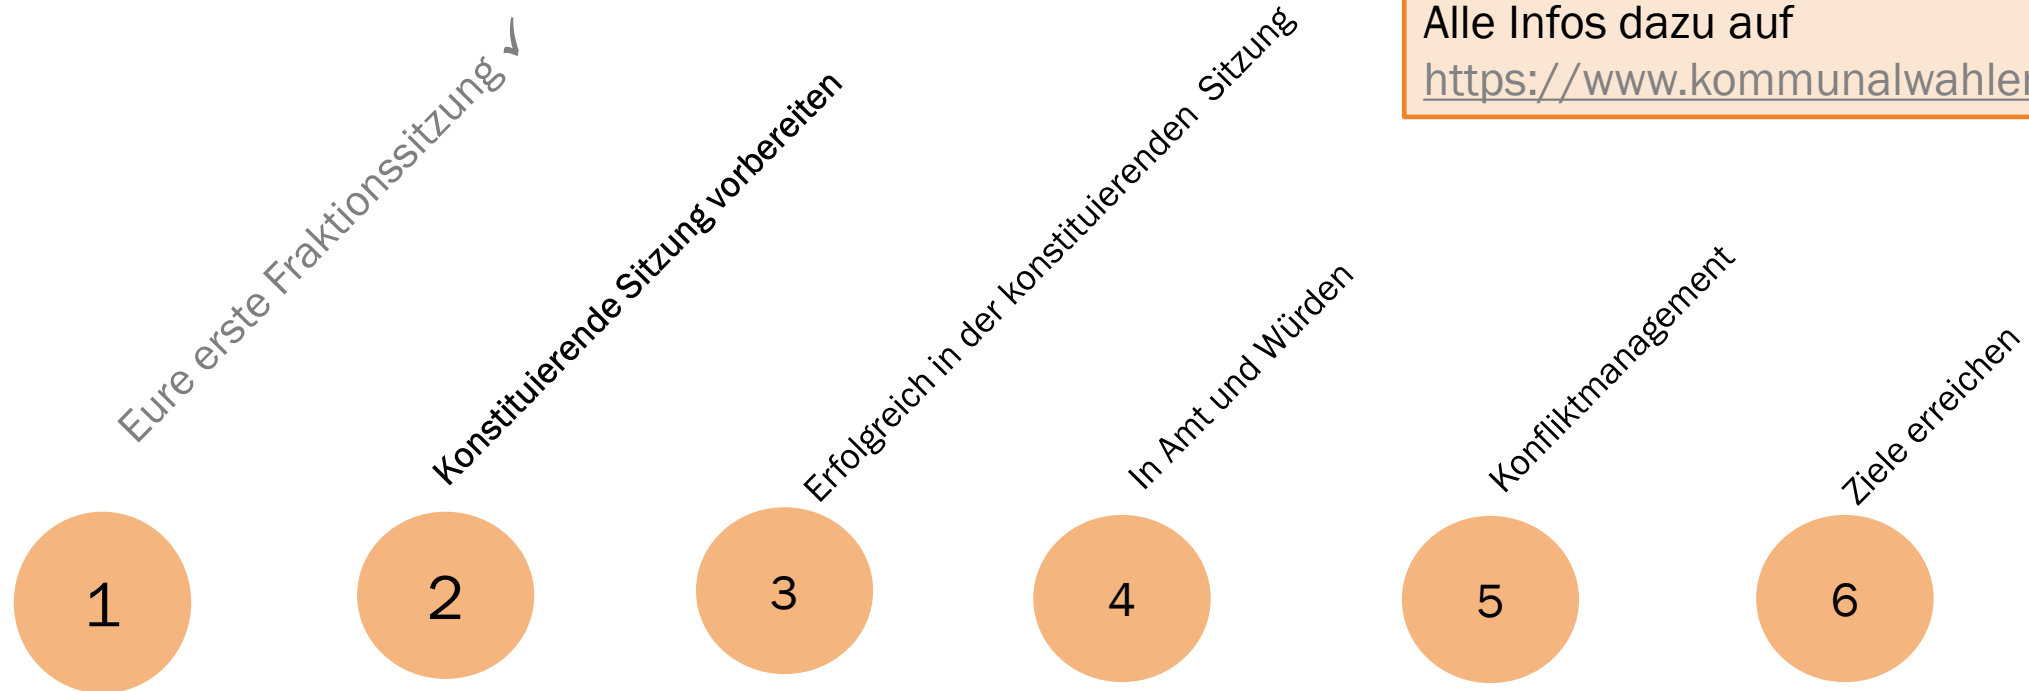 Alle Infos dazu auf
https://www.kommunalwahlen
Eure erste Fraktionssitzung ✓
Konstituierende Sitzung vorbereiten
Erfolgreich in der konstituierenden Sitzung
In Amt und Würden
Konfliktmanagement
Ziele erreichen
1
2
3
4
5
6